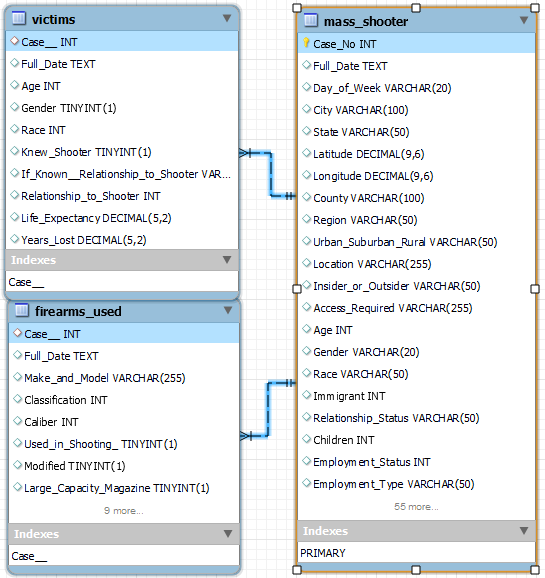 victims
Case__ INT
Full_Date TEXT
Age INT
Gender TINYINT(1)
Race INT
Knew_Shooter TINYINT(1)
If_Known__Relationship_to_Shooter VAR...
Relationship_to_Shooter INT
Life_Expectancy DECIMAL(5,2)
Years_Lost DECIMAL(5,2)
Indexes
Case__
firearms_used
Case__ INT
Full_Date TEXT
Make_and_Model VARCHAR(255)
Classification INT
Caliber INT
Used_in_Shooting_ TINYINT(1)
Modified TINYINT(1)
Large_Capacity_Magazine TINYINT(1)
9 more...
Indexes
Case__
mass_shooter
Case_No INT
Full_Date TEXT
Day_of_Week VARCHAR(20)
City VARCHAR(100)
State VARCHAR(50)
Latitude DECIMAL(9,6)
Longitude DECIMAL(9,6)
County VARCHAR(100)
Region VARCHAR(50)
Urban_Suburban_Rural VARCHAR(50)
Location VARCHAR(255)
Insider_or_Outsider VARCHAR(50)
Access_Required VARCHAR(255)
Age INT
Gender VARCHAR(20)
Race VARCHAR(50)
Immigrant INT
Relationship_Status VARCHAR(50)
Children INT
Employment_Status INT
Employment_Type VARCHAR(50)
55 more...
Indexes
PRIMARY